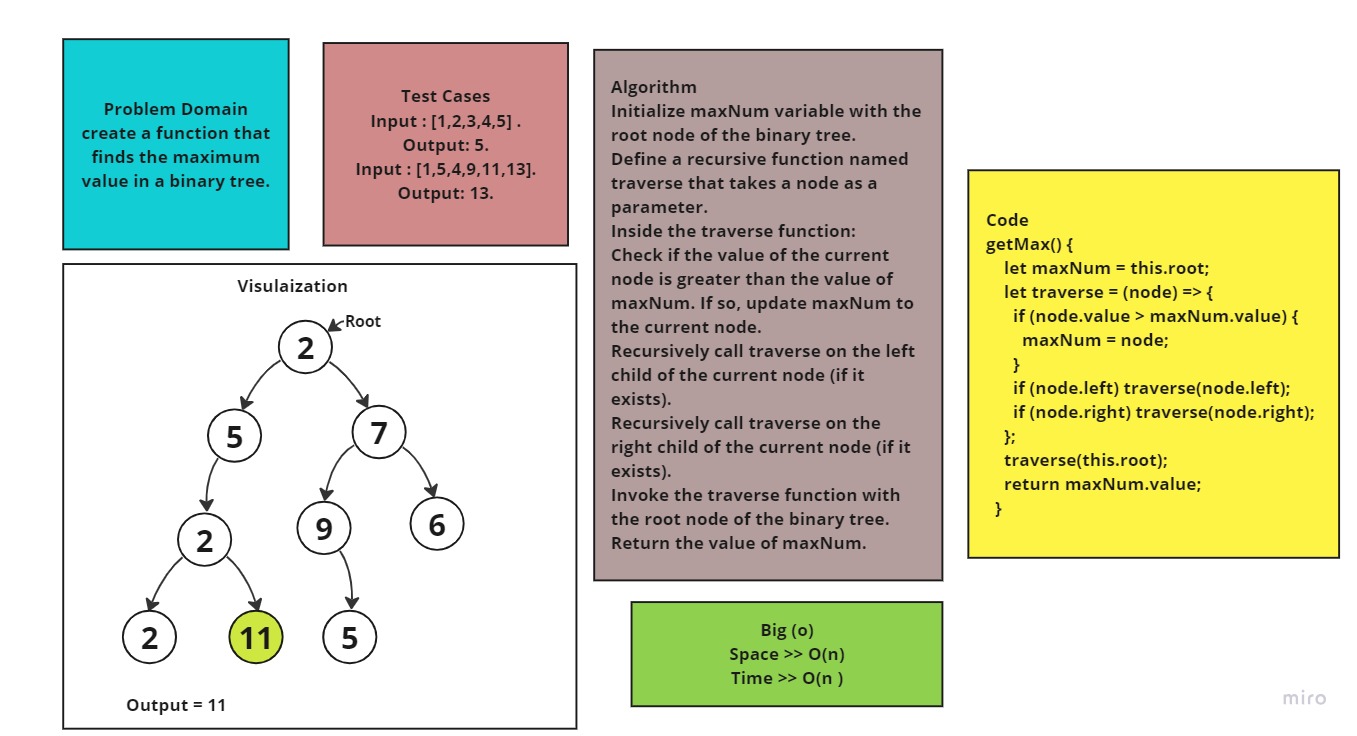 Problem Domain
create a function that
finds the maximum
value in a binary tree.
Test Cases
Input : [1,2,3,4,5] .
Output: 5.
Input : [1,5,4,9,11,13].
Output: 13.
Visulaization
Root
2
5
7
2
9
6
2
11
5
Output = 11
Algorithm
Initialize maxNum variable with the
root node of the binary tree.
Define a recursive function named
traverse that takes a node as a
parameter.
Inside the traverse function:
Check if the value of the current
node is greater than the value of
maxNum. If so, update maxNum to
the current node.
Recursively call traverse on the left
child of the current node (if it
exists).
Recursively call traverse on the
right child of the current node (if it
exists).
Invoke the traverse function with
the root node of the binary tree.
Return the value of maxNum.
Big (o)
Space >> O(n)
Time >> O(n )
Code
getMax() {
let maxNum = this.root;
let traverse = (node) => {
if (node.value > maxNum.value) {
maxNum = node;
}
if (node.left) traverse(node.left);
if (node.right) traverse(node.right);
};
traverse(this.root);
return maxNum.value;
}
miro